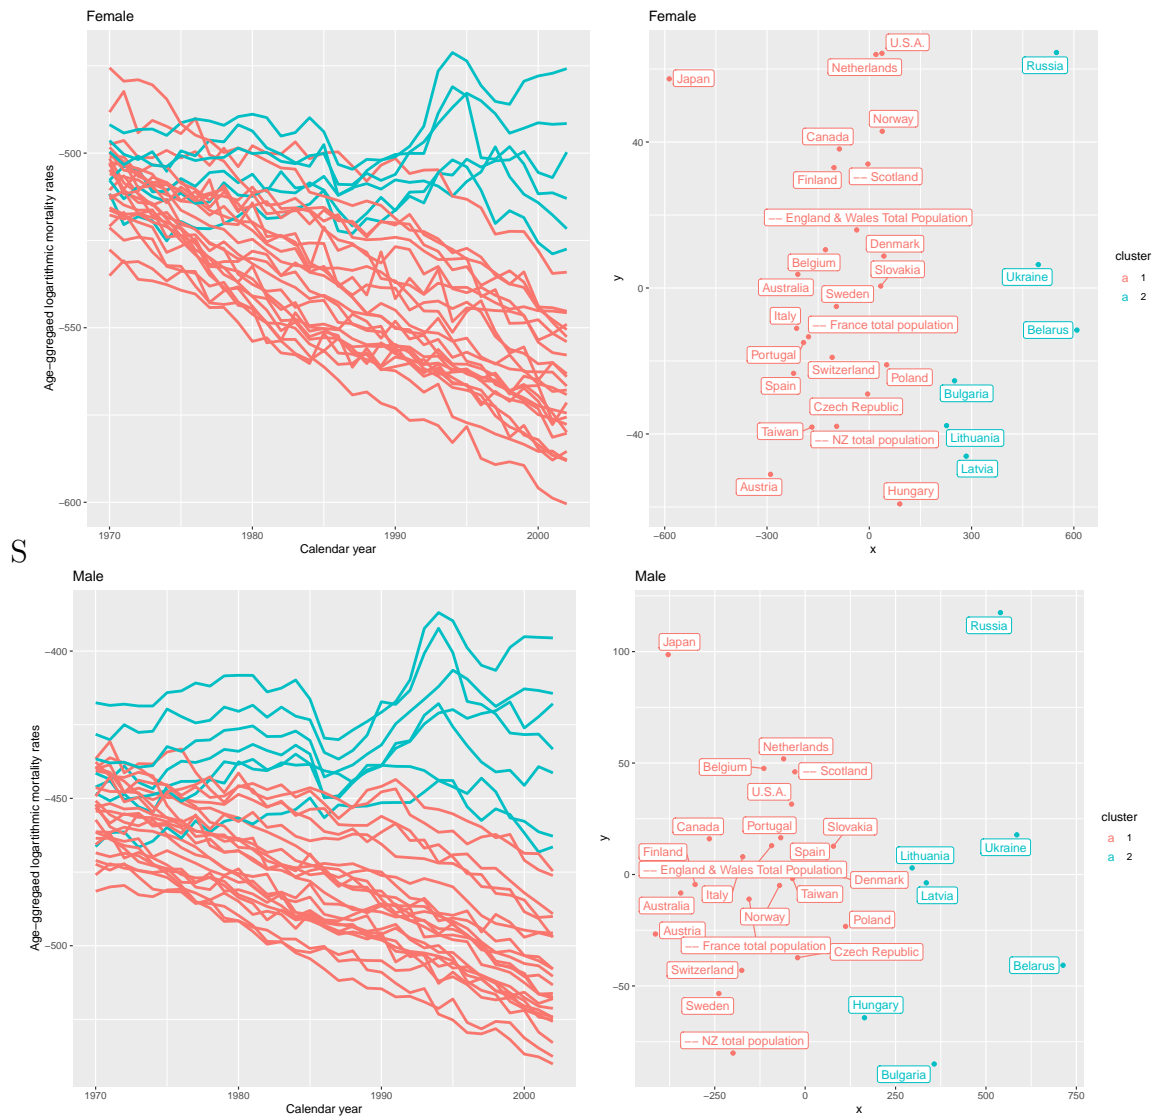 Female
Age−ggregaed logartithmic mortality rates
−500
−550
−600
1970
1980
1990
2000
Calendar year
Female
y
40
0
−40
−600
−300
0
300
600
x
U.S.A.
Netherlands
Russia
Japan
Norway
Canada
−− Scotland
Finland
−− England & Wales Total Population
Denmark
Belgium
Slovakia
Ukraine
Australia
Sweden
Italy
−− France total population
Belarus
Portugal
Switzerland
Poland
Spain
Bulgaria
Czech Republic
Taiwan
−− NZ total population
Lithuania
Latvia
Austria
Hungary
cluster
a 1
a 2
S
Male
Age−ggregaed logartithmic mortality rates
−400
−450
−500
1970
1980
1990
2000
Calendar year
Male
y
100
50
0
−50
−250
0
250
500
750
x
Russia
Japan
Netherlands
Belgium
−− Scotland
U.S.A.
Canada
Portugal
Slovakia
Ukraine
Finland
Spain
Lithuania
−− England & Wales Total Population
Denmark
Italy
Taiwan
Latvia
Australia
Norway
Poland
Austria
−− France total population
Czech Republic
Switzerland
Belarus
Sweden
Hungary
−− NZ total population
Bulgaria
cluster
a 1
a 2